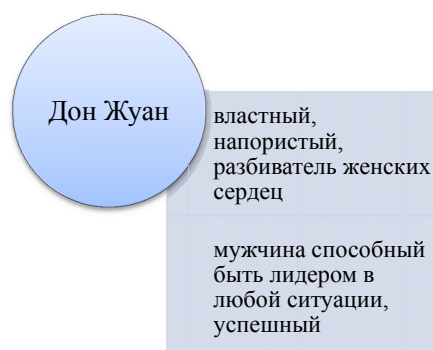 Дон Жуан
властный,
напористый,
разбиватель женских
сердец
мужчина способный
быть лидером в
любой ситуации,
успешный